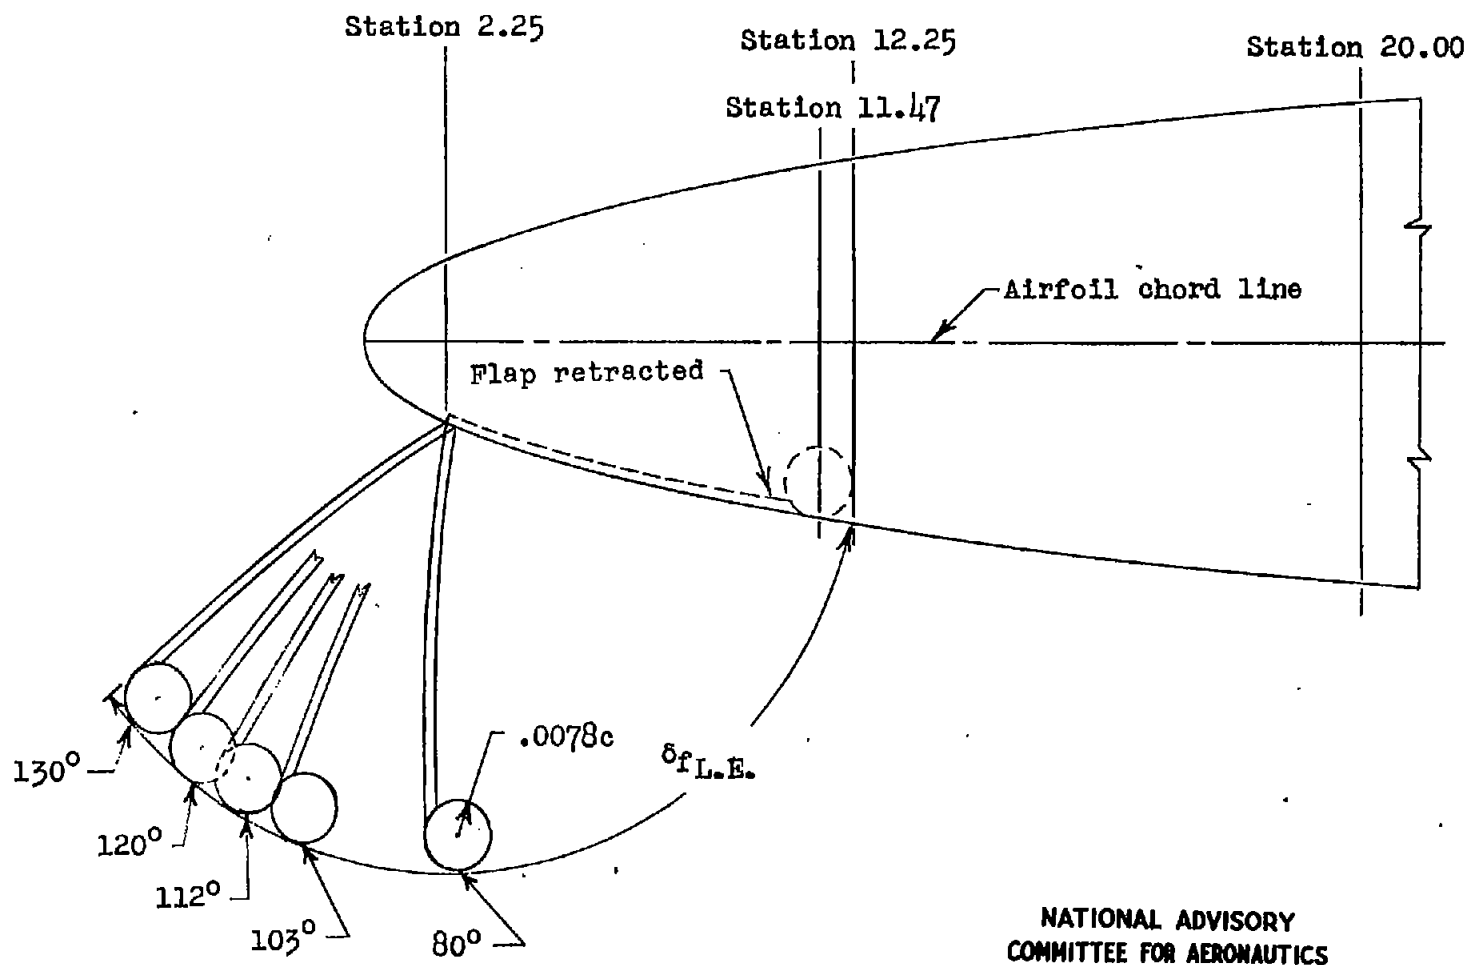 Station 2.25
Station 12.25
Station 20.00
Station 11.47
Airfoil chord line
Flap retracted
.0078c
δfL.E.
130°
120°
112°
103°
80°
NATIONAL ADVISORY
COMMITTEE FOR AERONAUTICS